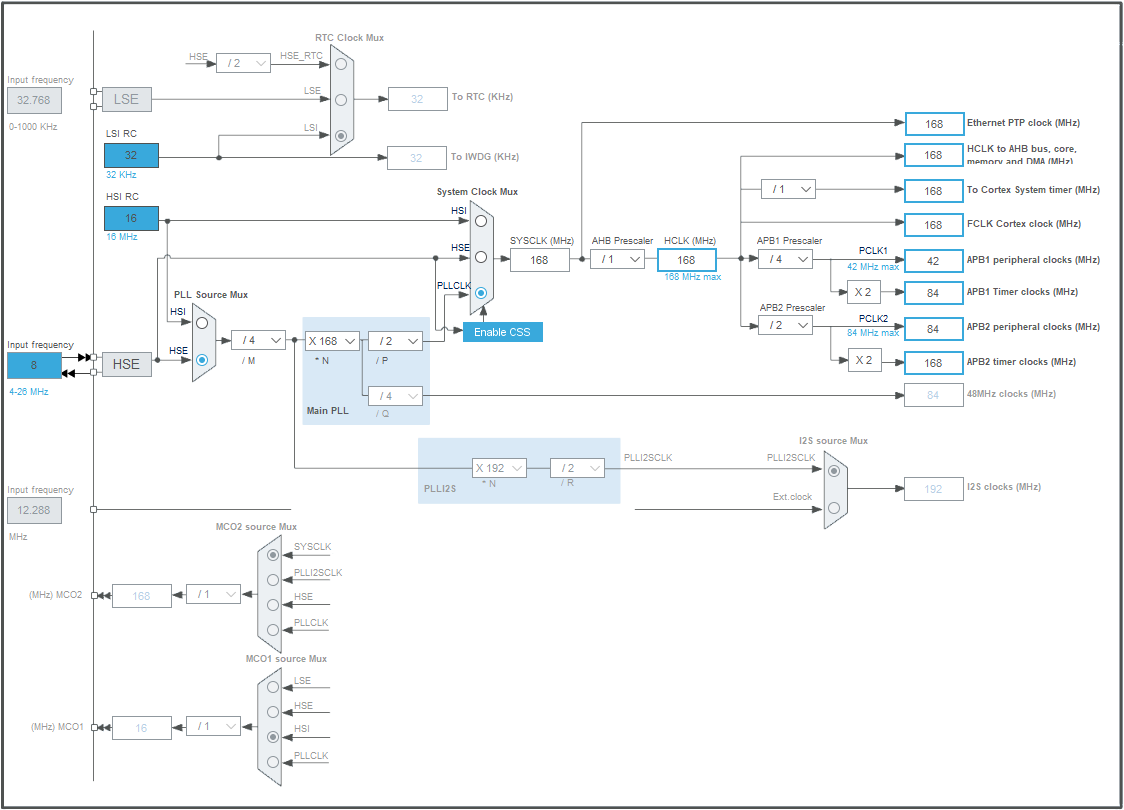 RTC Clock Mux
HSE
/ 2
HSE_RTC
Input frequency
32.768
0-1000 KHz
LSE
LSE
32
To RTC (KHz)
LSI RC
LSI
32
32 KHz
32
To IWDG (KHz)
HSI RC
16
16 MHz
System Clock Mux
HSI
HSE
PLLCLK
Enable CSS
SYSCLK (MHz)
168
AHB Prescaler
/ 1
HCLK (MHz)
168
168 MHz max
168
Ethernet PTP clock (MHz)
168
HCLK to AHB bus, core,
memory and DMA (MHz)
/ 1
168
To Cortex System timer (MHz)
168
FCLK Cortex clock (MHz)
APB1 Prescaler
/ 4
PCLK1
42 MHz max
42
APB1 peripheral clocks (MHz)
X 2
84
APB1 Timer clocks (MHz)
APB2 Prescaler
/ 2
PCLK2
84 MHz max
84
APB2 peripheral clocks (MHz)
X 2
168
APB2 timer clocks (MHz)
84
48MHz clocks (MHz)
PLL Source Mux
HSI
HSE
Input frequency
8
4-26 MHz
HSE
/ 4
/ M
X 168
* N
/ 2
/ P
/ 4
/ Q
Main PLL
X 192
* N
/ 2
/ R
PLLI2S
PLLI2SCLK
I2S source Mux
PLLI2SCLK
Ext.clock
192
I2S clocks (MHz)
Input frequency
12.288
MHz
MCO2 source Mux
SYSCLK
PLLI2SCLK
HSE
PLLCLK
(MHz) MCO2
168
/ 1
MCO1 source Mux
LSE
HSE
HSI
PLLCLK
(MHz) MCO1
16
/ 1